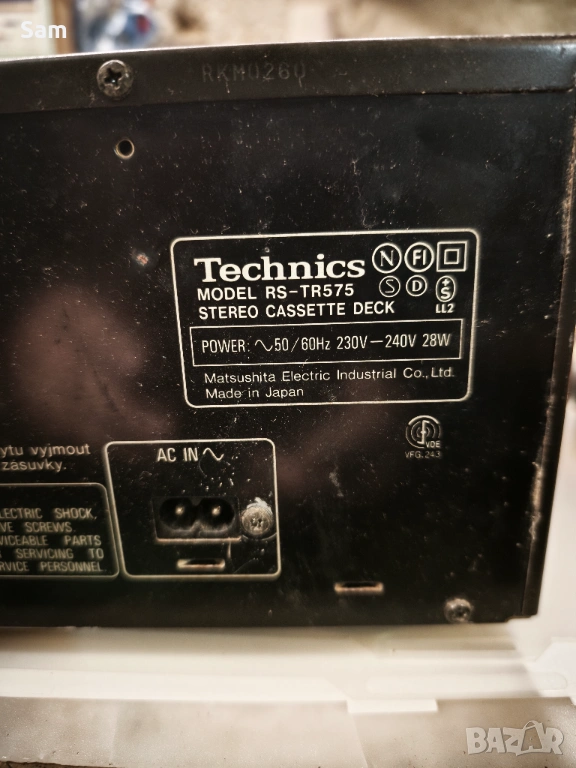 Sam
RKM0260
Technics N FI
MODEL RS-TR575 S D +S
STEREO CASSETTE DECK LL2
POWER: ∿50/60Hz 230V—240V 28W
Matsushita Electric Industrial Co., Ltd.
Made in Japan
VDE
VFG. 243
ytu vyjmout
zásuvky.
AC IN ∿
LECTRIC SHOCK,
VE SCREWS.
VICEABLE PARTS
SERVICING TO
RVICE PERSONNEL.
BAZAR